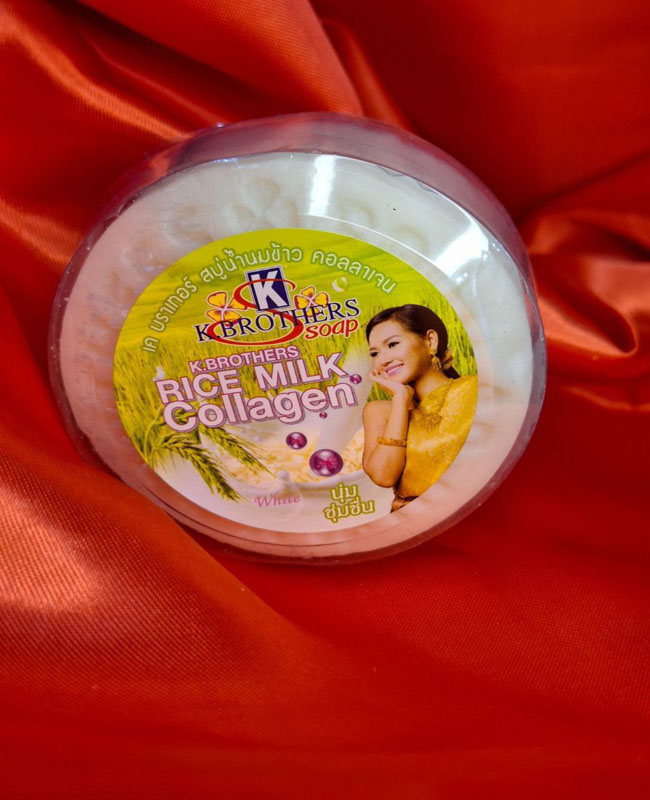 เค บราเทอร์ สบู่น้ำนมข้าว คอลลาเจน
K
K.BROTHERS
soap
K.BROTHERS
RICE MILK
Collagen
White
นุ่ม
ชุ่มชื่น